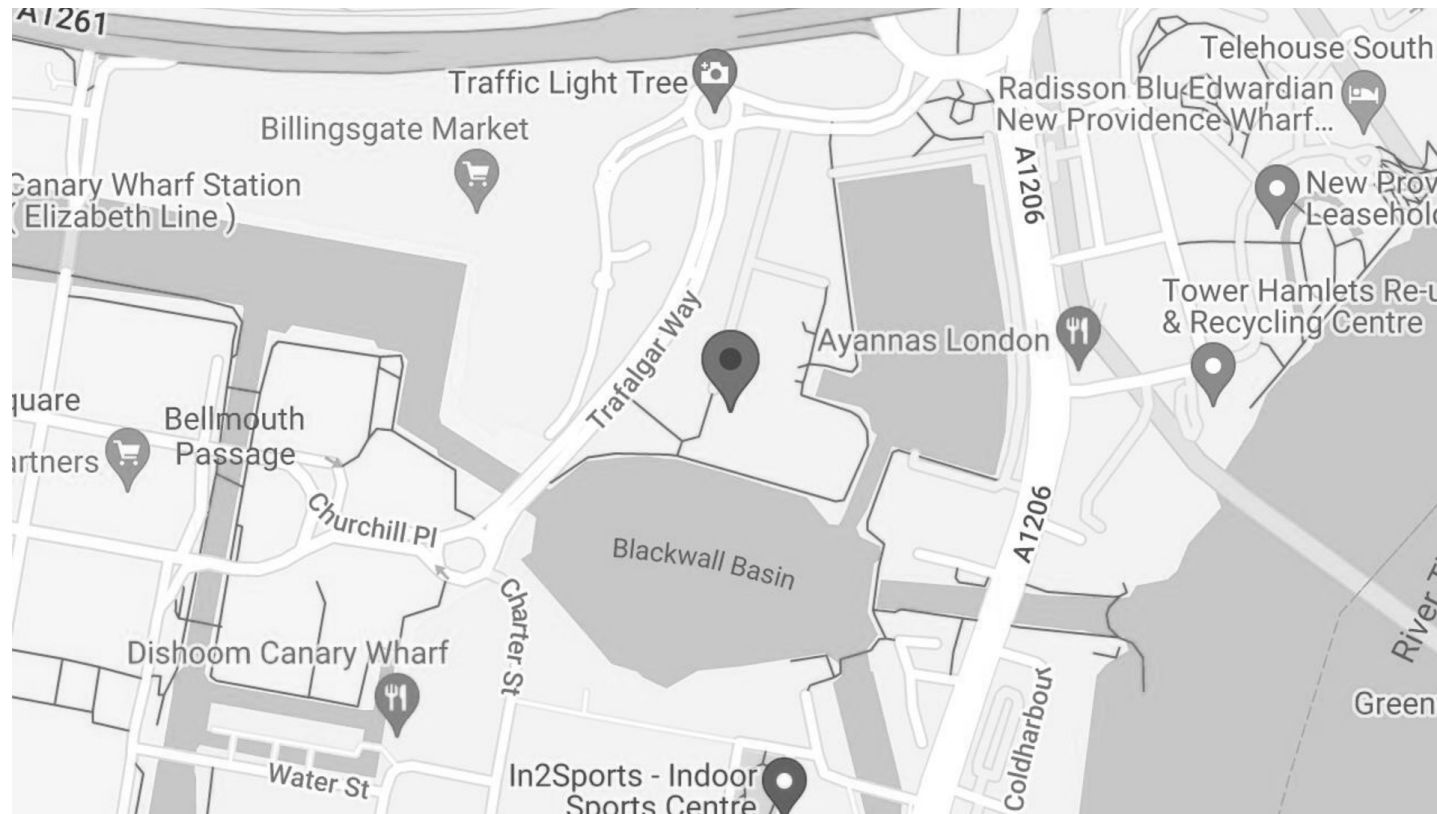 A1261
Telehouse South
Traffic Light Tree
Radisson Blu Edwardian
New Providence Wharf...
Billingsgate Market
A1206
Canary Wharf Station
( Elizabeth Line )
New Prov
Leasehold
Tower Hamlets Re-u
& Recycling Centre
Trafalgar Way
Ayannas London
quare
Bellmouth
Passage
artners
Churchill Pl
A1206
Blackwall Basin
Charter St
River T
Dishoom Canary Wharf
Green
Coldharbour
Water St
In2Sports - Indoor
Sports Centre